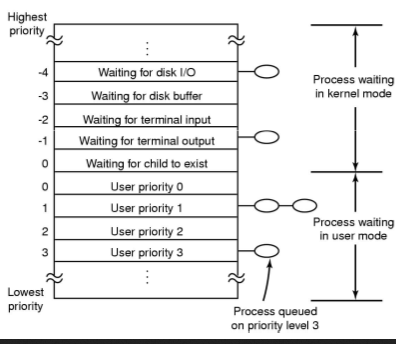 Highest
priority
-4 Waiting for disk I/O
-3 Waiting for disk buffer
-2 Waiting for terminal input
-1 Waiting for terminal output
0 Waiting for child to exist
0 User priority 0
1 User priority 1
2 User priority 2
3 User priority 3
Lowest
priority
Process waiting
in kernel mode
Process waiting
in user mode
Process queued
on priority level 3